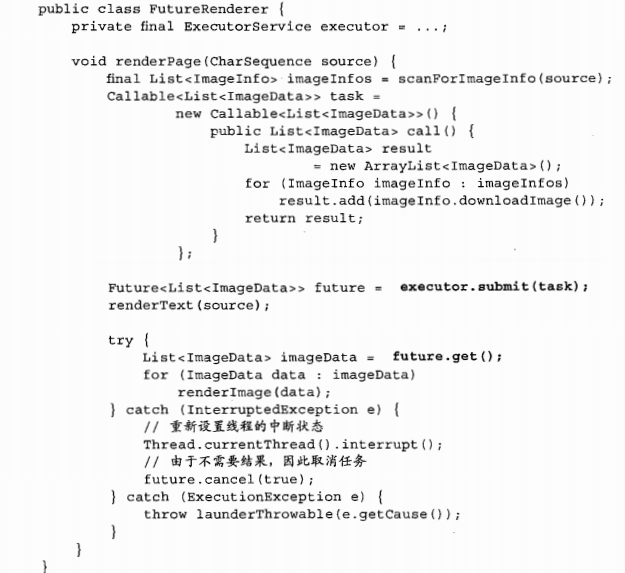 public class FutureRenderer {
    private final ExecutorService executor = ...;

    void renderPage(CharSequence source) {
        final List<ImageInfo> imageInfos = scanForImageInfo(source);
        Callable<List<ImageData>> task =
                new Callable<List<ImageData>>() {
                    public List<ImageData> call() {
                        List<ImageData> result
                                = new ArrayList<ImageData>();
                        for (ImageInfo imageInfo : imageInfos)
                            result.add(imageInfo.downloadImage());
                        return result;
                    }
                };

        Future<List<ImageData>> future = executor.submit(task);
        renderText(source);

        try {
            List<ImageData> imageData = future.get();
            for (ImageData data : imageData)
                renderImage(data);
        } catch (InterruptedException e) {
            // 重新设置线程的中断状态
            Thread.currentThread().interrupt();
            // 由于不需要结果，因此取消任务
            future.cancel(true);
        } catch (ExecutionException e) {
            throw launderThrowable(e.getCause());
        }
    }
}